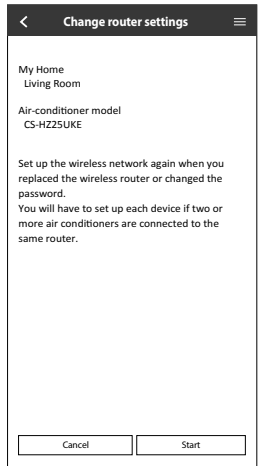 Change router settings
My Home
Living Room
Air-conditioner model
CS-HZ25UKE
Set up the wireless network again when you
replaced the wireless router or changed the
password.
You will have to set up each device if two or
more air conditioners are connected to the
same router.
Cancel
Start